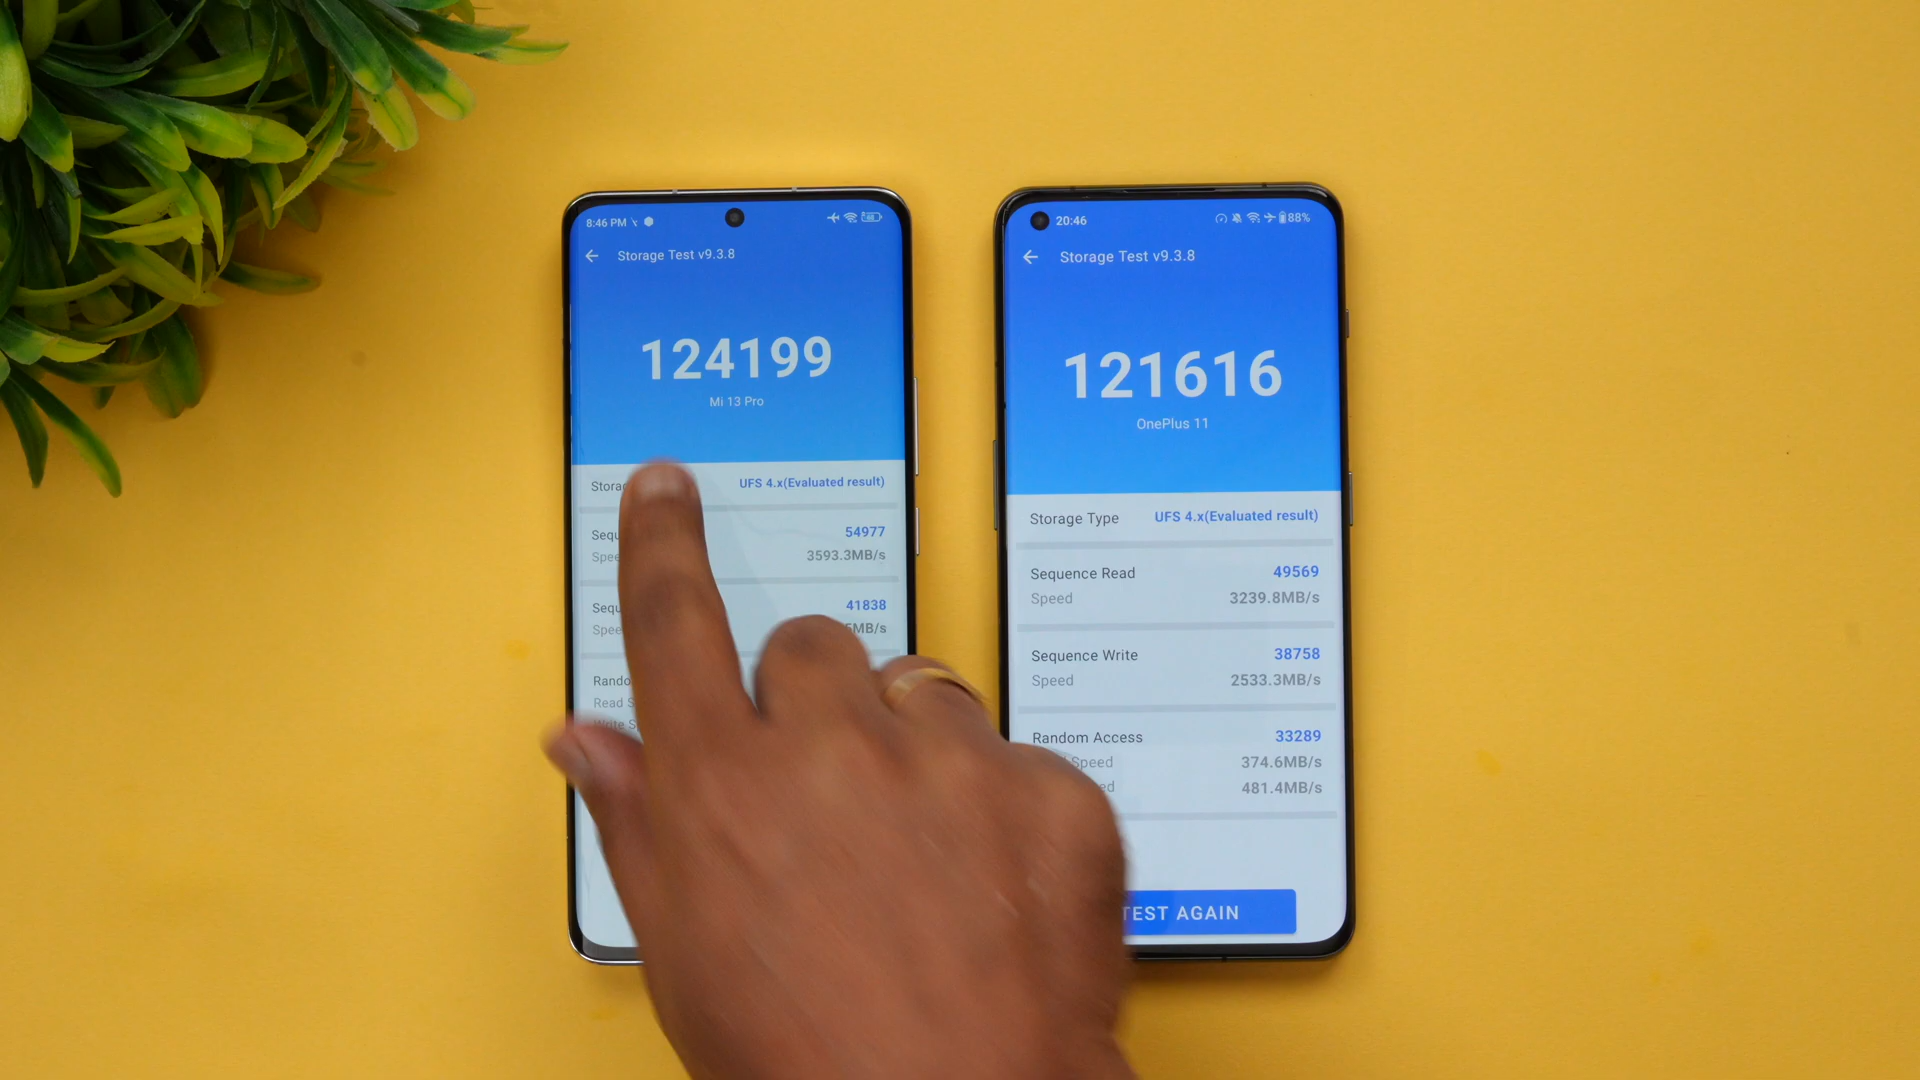 8:46 PM
Storage Test v9.3.8
124199
Mi 13 Pro
UFS 4.x(Evaluated result)
54977
3593.3MB/s
41838
MB/s
Read
20:46
88%
Storage Test v9.3.8
121616
OnePlus 11
Storage Type UFS 4.x(Evaluated result)
Sequence Read 49569
Speed 3239.8MB/s
Sequence Write 38758
Speed 2533.3MB/s
Random Access 33289
Speed 374.6MB/s
481.4MB/s
TEST AGAIN